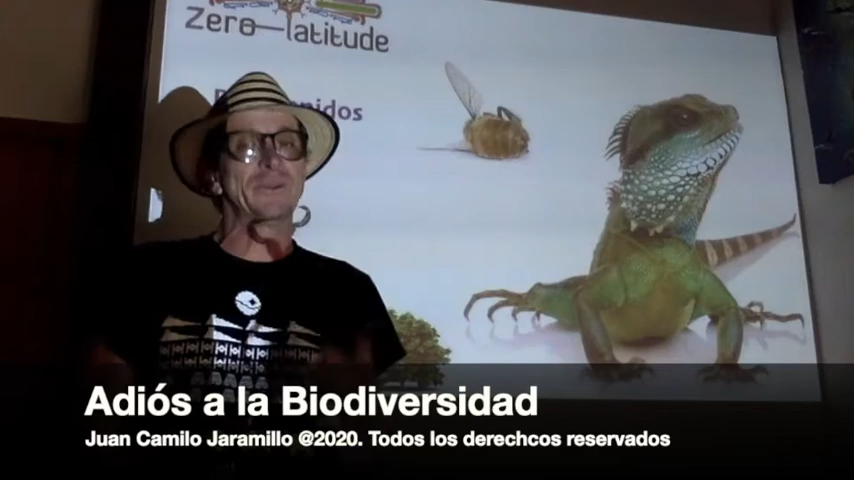 Zero-latitude
Adiós a la Biodiversidad
Juan Camilo Jaramillo @2020. Todos los derechcos reservados